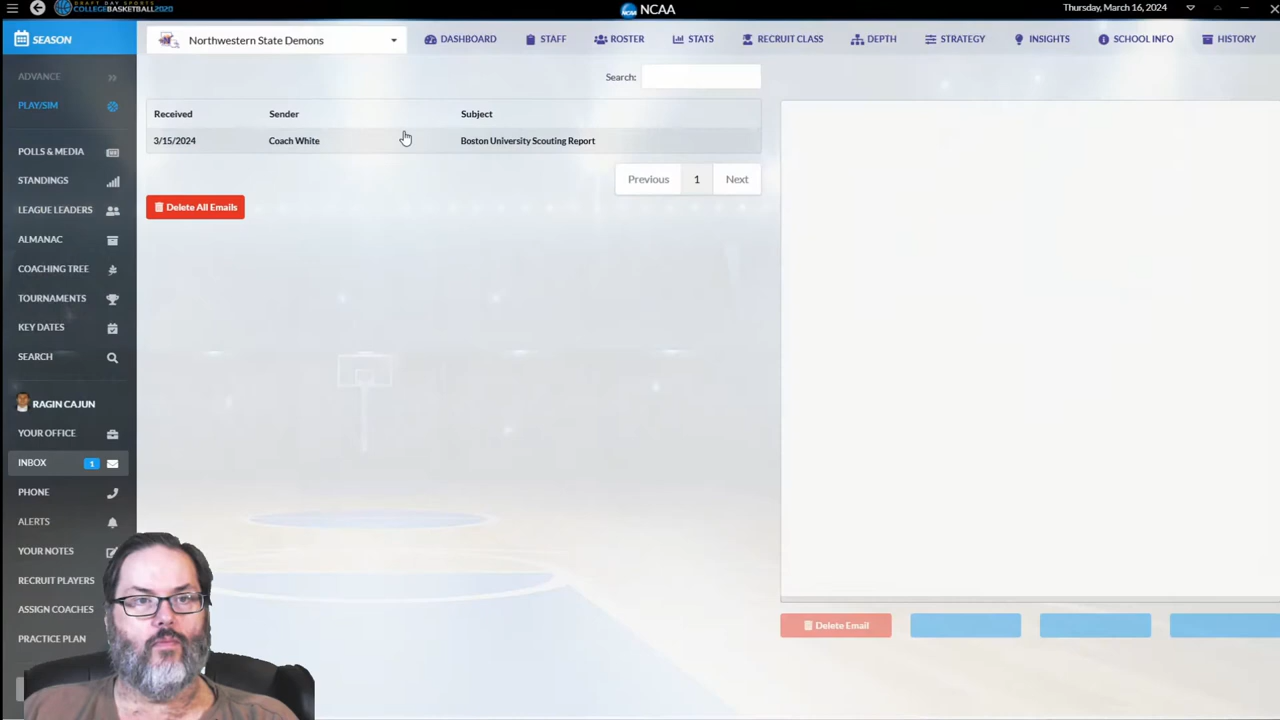 DRAFT DAY SPORTS
COLLEGE BASKETBALL 2020
NCAA
Thursday, March 16, 2024
SEASON
Northwestern State Demons
DASHBOARD
STAFF
ROSTER
STATS
RECRUIT CLASS
DEPTH
STRATEGY
INSIGHTS
SCHOOL INFO
HISTORY
ADVANCE
PLAY/SIM
POLLS & MEDIA
STANDINGS
LEAGUE LEADERS
ALMANAC
COACHING TREE
TOURNAMENTS
KEY DATES
SEARCH
RAGIN CAJUN
YOUR OFFICE
INBOX 1
PHONE
ALERTS
YOUR NOTES
RECRUIT PLAYERS
ASSIGN COACHES
PRACTICE PLAN
Search:
Received Sender Subject
3/15/2024 Coach White Boston University Scouting Report
Previous 1 Next
Delete All Emails
Delete Email